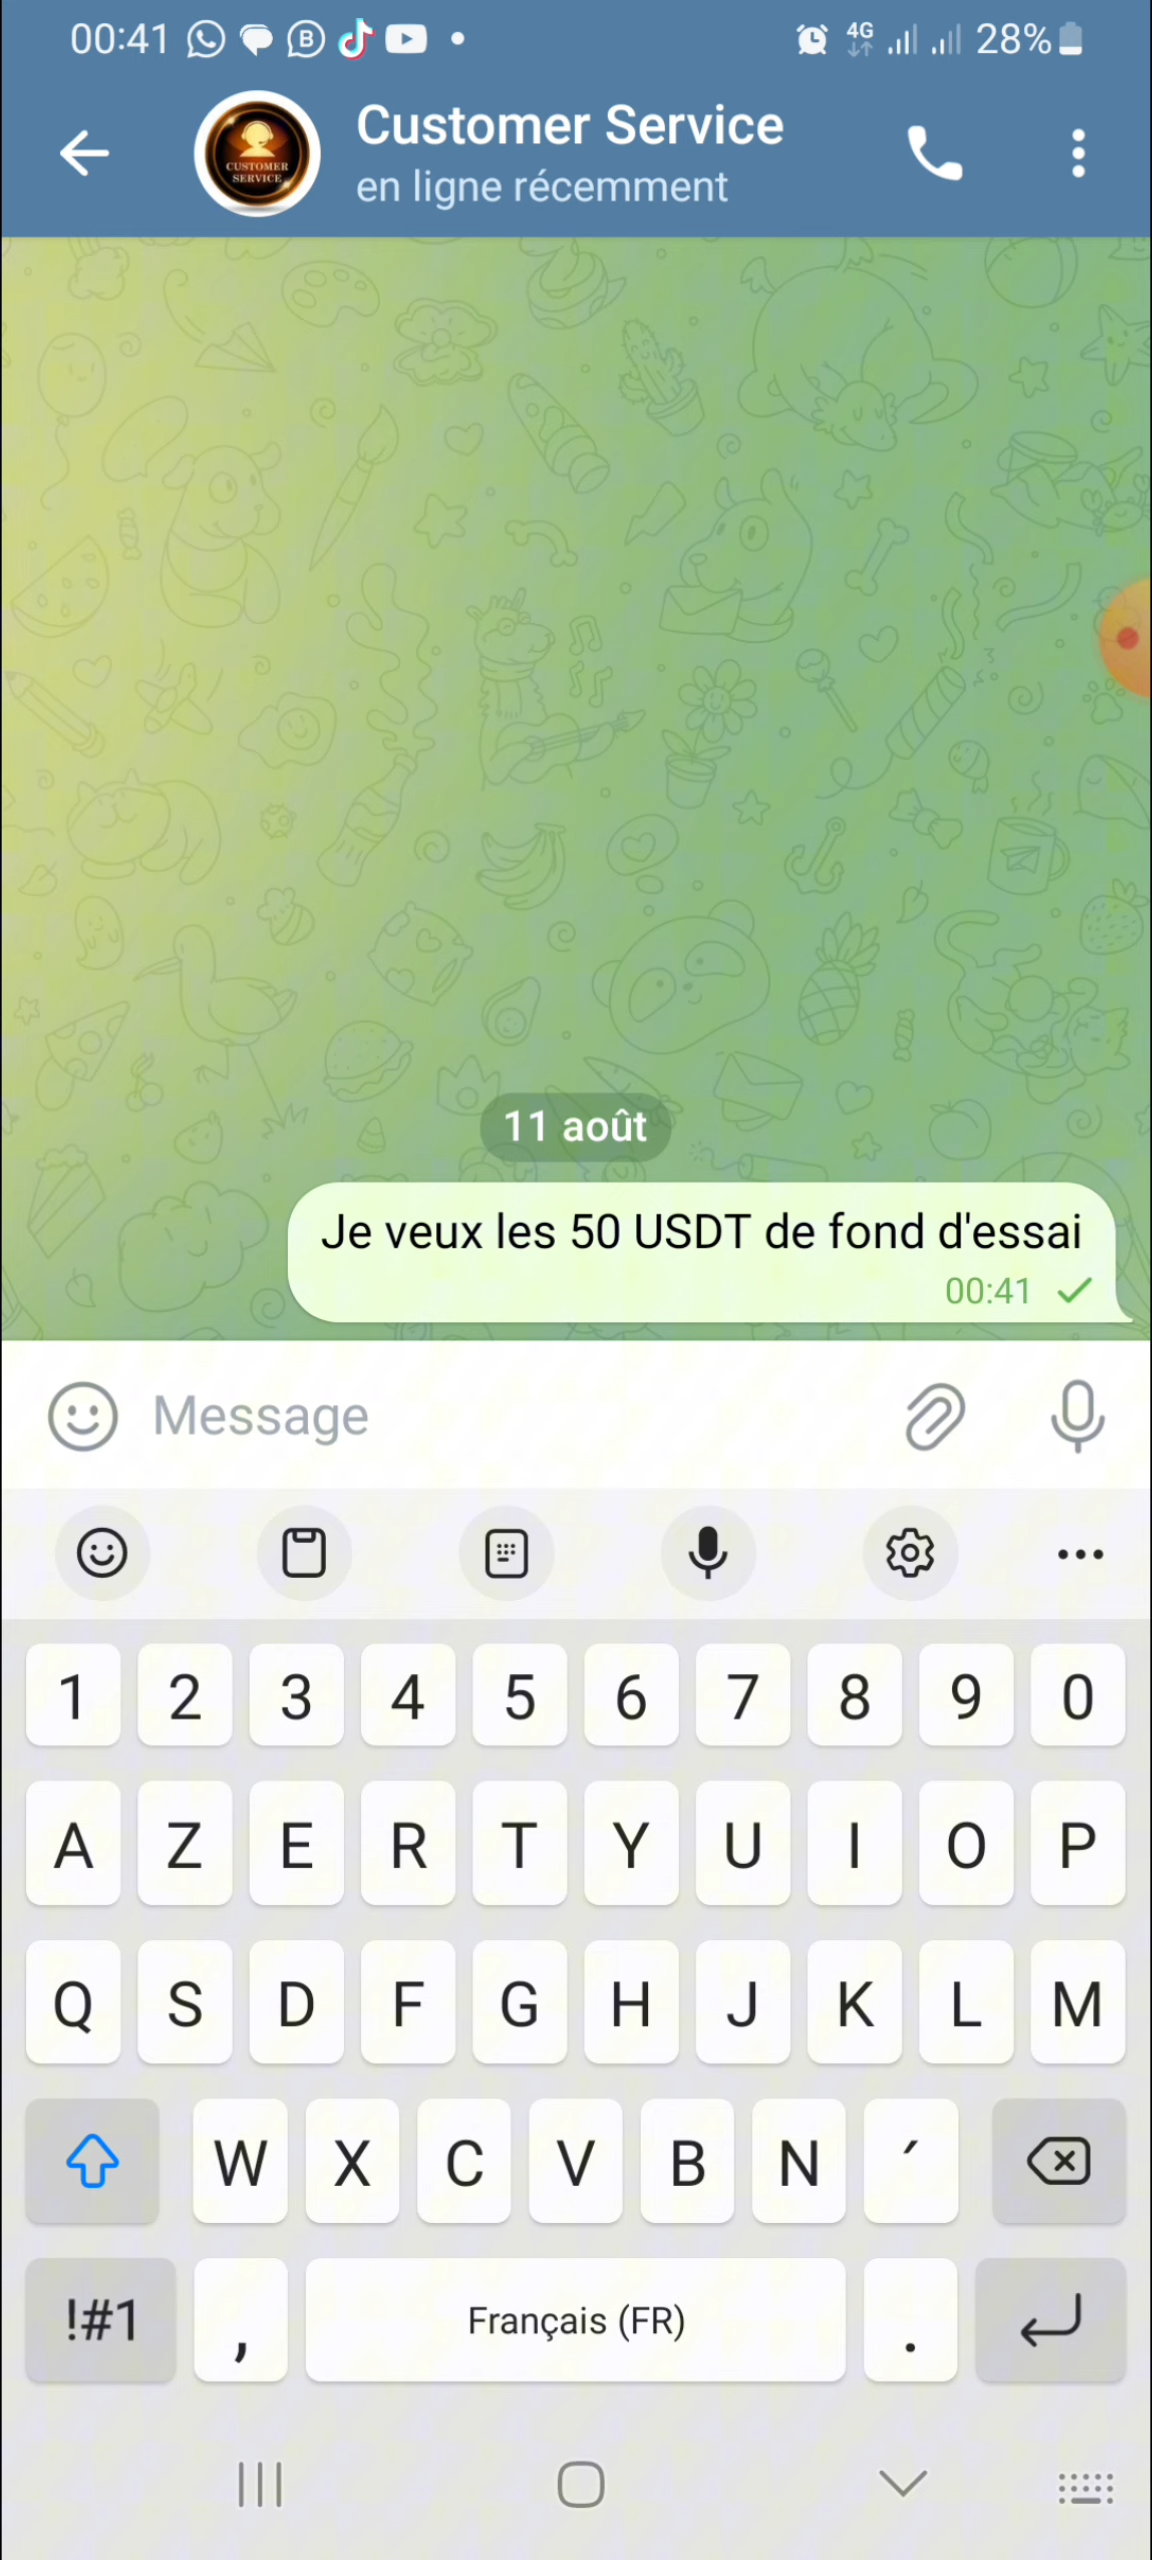 00:41
4G
28%
CUSTOMER
SERVICE
Customer Service
en ligne récemment
11 août
Je veux les 50 USDT de fond d'essai
00:41
Message
1 2 3 4 5 6 7 8 9 0
A Z E R T Y U I O P
Q S D F G H J K L M
W X C V B N ´
!#1 , Français (FR) .